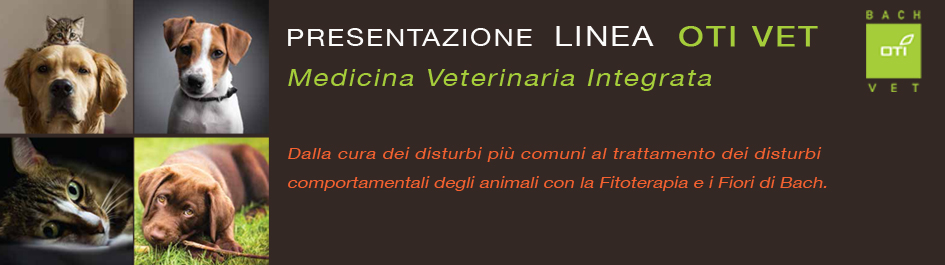 PRESENTAZIONE LINEA OTI VET
Medicina Veterinaria Integrata
BACH
OTI
VET
Dalla cura dei disturbi più comuni al trattamento dei disturbi
comportamentali degli animali con la Fitoterapia e i Fiori di Bach.